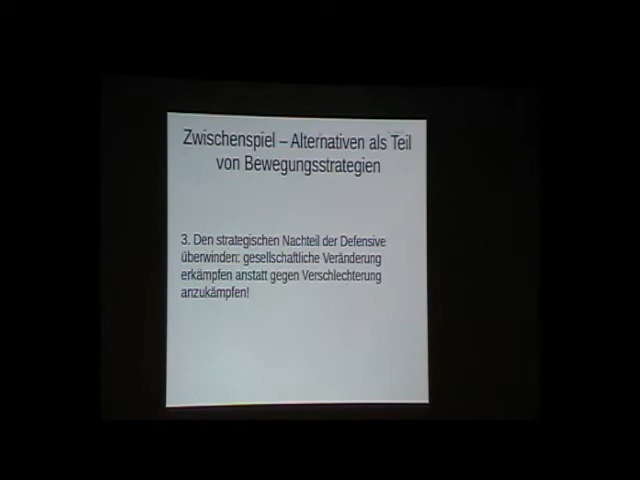 Zwischenspiel – Alternativen als Teil
von Bewegungsstrategien
3. Den strategischen Nachteil der Defensive
überwinden: gesellschaftliche Veränderung
erkämpfen anstatt gegen Verschlechterung
anzukämpfen!